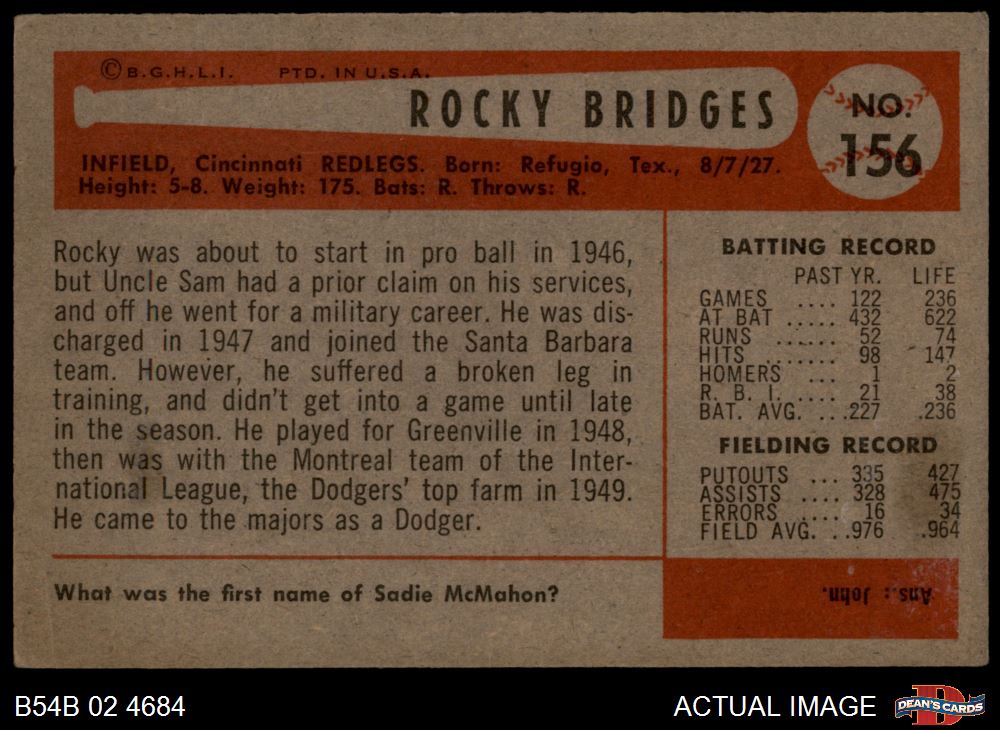 © B.G.H.L.I. PTD. IN U.S.A.
ROCKY BRIDGES
NO.
156
INFIELD, Cincinnati REDLEGS. Born: Refugio, Tex., 8/7/27.
Height: 5-8. Weight: 175. Bats: R. Throws: R.
Rocky was about to start in pro ball in 1946,
but Uncle Sam had a prior claim on his services,
and off he went for a military career. He was dis-
charged in 1947 and joined the Santa Barbara
team. However, he suffered a broken leg in
training, and didn't get into a game until late
in the season. He played for Greenville in 1948,
then was with the Montreal team of the Inter-
national League, the Dodgers' top farm in 1949.
He came to the majors as a Dodger.
BATTING RECORD
PAST YR. LIFE
GAMES .... 122 236
AT BAT ..... 432 622
RUNS ...... 52 74
HITS ....... 98 147
HOMERS ... 1 2
R. B. I. .... 21 38
BAT. AVG. . .227 .236
FIELDING RECORD
PUTOUTS ... 335 427
ASSISTS .... 328 475
ERRORS .... 16 34
FIELD AVG. . .976 .964
What was the first name of Sadie McMahon?
Ans.: John.
B54B 02 4684
ACTUAL IMAGE
D
DEAN'S CARDS